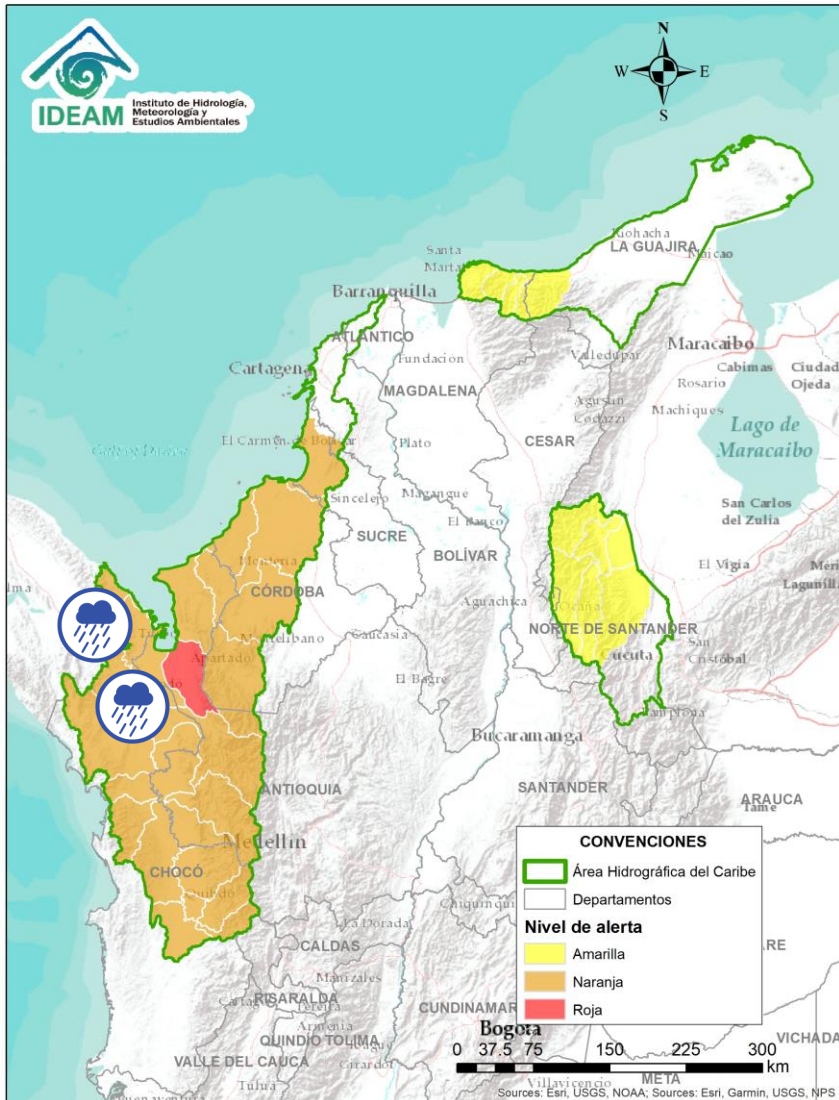 IDEAM
Instituto de Hidrología,
Meteorología y
Estudios Ambientales
N
W
E
S
Riohacha
LA GUAJIRA
Maicao
Santa
Marta
Barranquilla
ATLÁNTICO
Fundación
Valledupar
Maracaibo
Cartagena
MAGDALENA
Cabimas
Ciudad
Ojeda
Rosario
Agustín
Codazzi
Machiques
El Carmen de Bolívar
Plato
CESAR
Lago de
Maracaibo
Sincelejo
Magangue
San Carlos
del Zulia
El Banco
SUCRE
BOLÍVAR
Montería
El Vigía
CÓRDOBA
Aguachica
Ocaña
Montelibano
Caucasia
NORTE DE SANTANDER
San
Cristóbal
Apartadó
Cúcuta
El Bagre
Pamplona
Bucaramanga
ANTIOQUIA
SANTANDER
ARAUCA
Tame
Medellín
CHOCÓ
Quibdó
La Dorada
CALDAS
Manizales
RISARALDA
Pereira
Armenia
QUINDÍO
TOLIMA
Girardot
CUNDINAMAR
Bogotá
VALLE DEL CAUCA
Tuluá
Villavicencio
META
VICHADA
CONVENCIONES
Área Hidrográfica del Caribe
Departamentos
Nivel de alerta
Amarilla
Naranja
Roja
0 37.5 75 150 225 300
km
Sources: Esri, USGS, NOAA; Sources: Esri, Garmin, USGS, NPS